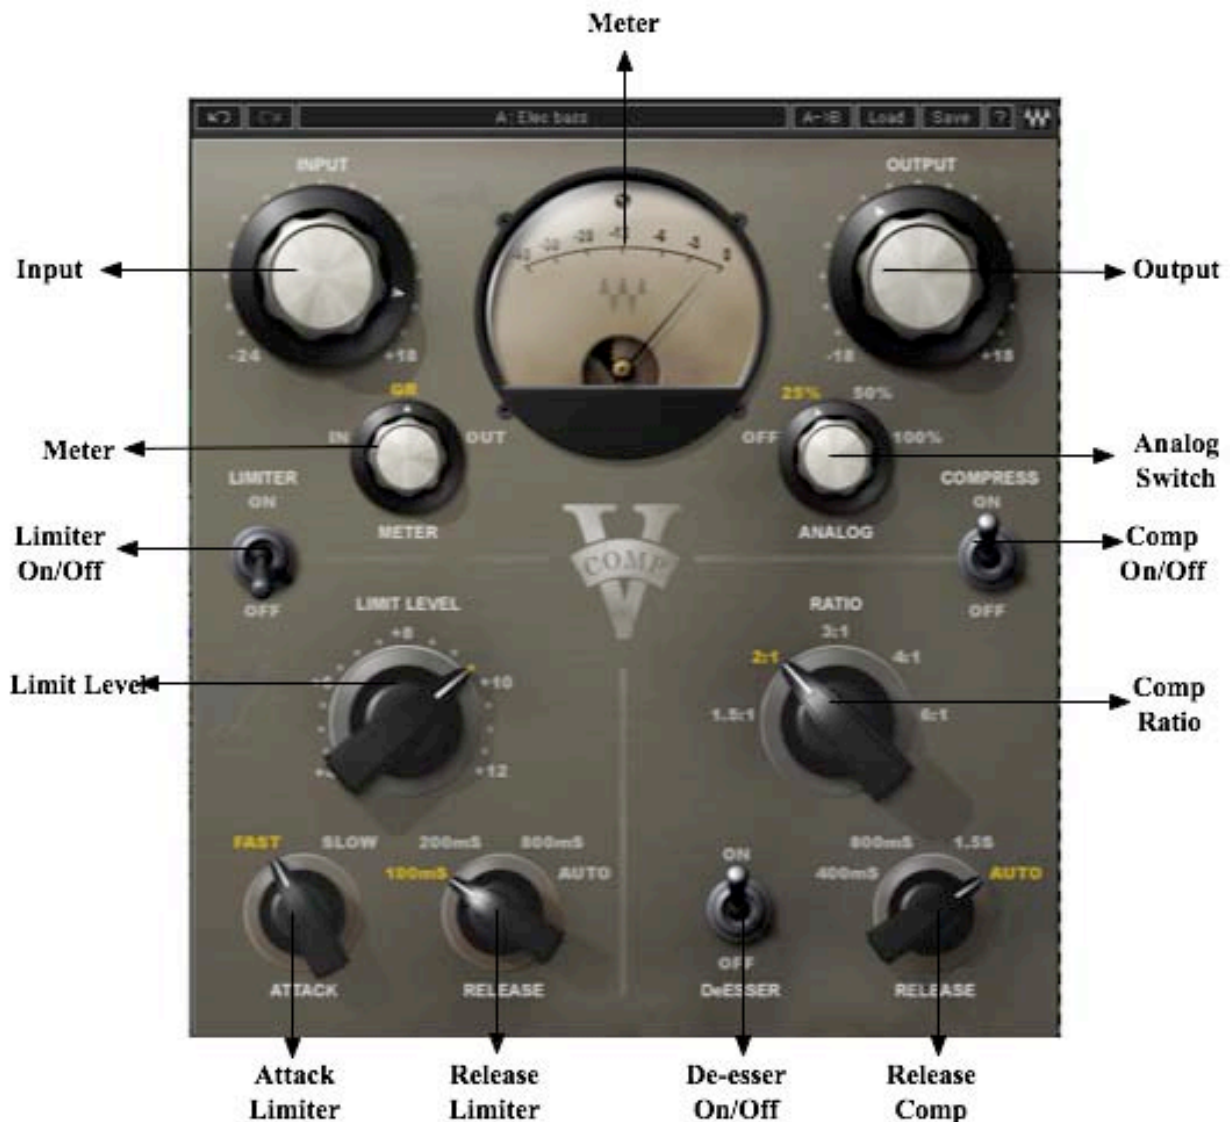 Meter
A: Elec bass
A->B
Load
Save
?
INPUT
OUTPUT
Input
Output
-24
+18
-18
+18
GR
IN
OUT
METER
25%
50%
OFF
100%
ANALOG
Meter
Analog
Switch
LIMITER
ON
OFF
COMPRESS
ON
OFF
Limiter
On/Off
Comp
On/Off
V
COMP
LIMIT LEVEL
+8
+10
+12
RATIO
3:1
2:1
4:1
1.5:1
6:1
Limit Level
Comp
Ratio
FAST
SLOW
ATTACK
200mS
800mS
100mS
AUTO
RELEASE
ON
OFF
DeESSER
800mS
1.5S
400mS
AUTO
RELEASE
Attack
Limiter
Release
Limiter
De-esser
On/Off
Release
Comp